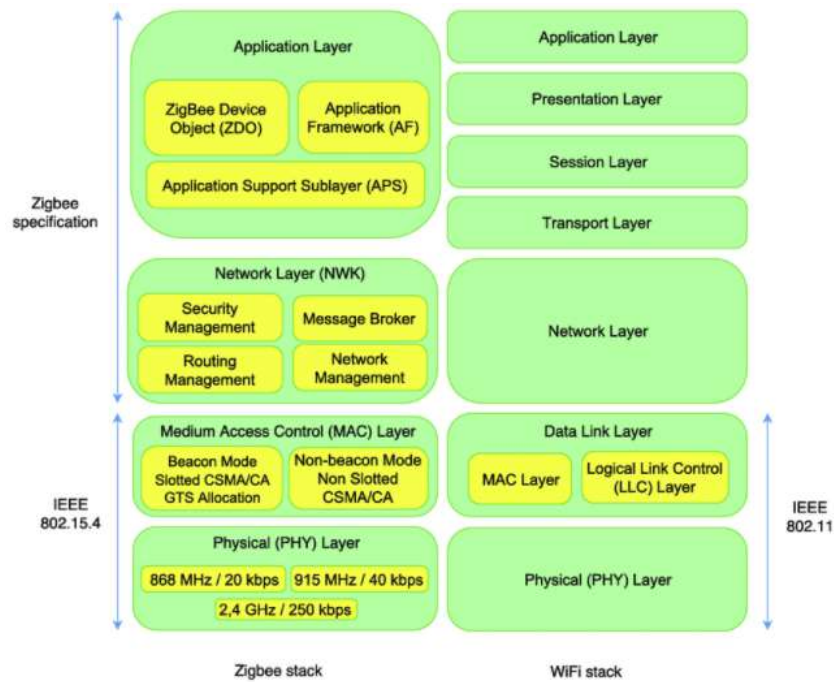 Application Layer
ZigBee Device
Object (ZDO)
Application
Framework (AF)
Application Support Sublayer (APS)
Zigbee
specification
Network Layer (NWK)
Security
Management
Message Broker
Routing
Management
Network
Management
Medium Access Control (MAC) Layer
Beacon Mode
Slotted CSMA/CA
GTS Allocation
Non-beacon Mode
Non Slotted
CSMA/CA
IEEE
802.15.4
Physical (PHY) Layer
868 MHz / 20 kbps
915 MHz / 40 kbps
2,4 GHz / 250 kbps
Zigbee stack
Application Layer
Presentation Layer
Session Layer
Transport Layer
Network Layer
Data Link Layer
MAC Layer
Logical Link Control
(LLC) Layer
IEEE
802.11
Physical (PHY) Layer
WiFi stack